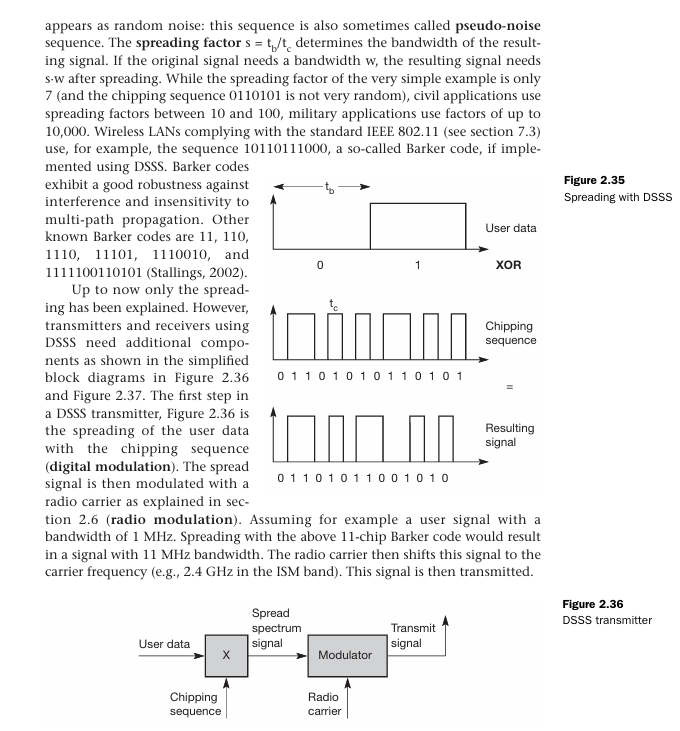 appears as random noise: this sequence is also sometimes called pseudo-noise
sequence. The spreading factor s = tb/tc determines the bandwidth of the result-
ing signal. If the original signal needs a bandwidth w, the resulting signal needs
s·w after spreading. While the spreading factor of the very simple example is only
7 (and the chipping sequence 0110101 is not very random), civil applications use
spreading factors between 10 and 100, military applications use factors of up to
10,000. Wireless LANs complying with the standard IEEE 802.11 (see section 7.3)
use, for example, the sequence 10110111000, a so-called Barker code, if imple-
mented using DSSS. Barker codes
exhibit a good robustness against
interference and insensitivity to
multi-path propagation. Other
known Barker codes are 11, 110,
1110, 11101, 1110010, and
1111100110101 (Stallings, 2002).
Up to now only the spread-
ing has been explained. However,
transmitters and receivers using
DSSS need additional compo-
nents as shown in the simplified
block diagrams in Figure 2.36
and Figure 2.37. The first step in
a DSSS transmitter, Figure 2.36 is
the spreading of the user data
with the chipping sequence
(digital modulation). The spread
signal is then modulated with a
radio carrier as explained in sec-
tion 2.6 (radio modulation). Assuming for example a user signal with a
bandwidth of 1 MHz. Spreading with the above 11-chip Barker code would result
in a signal with 11 MHz bandwidth. The radio carrier then shifts this signal to the
carrier frequency (e.g., 2.4 GHz in the ISM band). This signal is then transmitted.
Figure 2.35
Spreading with DSSS
tb
User data
0 1 XOR
tc
Chipping
sequence
0 1 1 0 1 0 1 0 1 1 0 1 0 1
=
Resulting
signal
0 1 1 0 1 0 1 1 0 0 1 0 1 0
Figure 2.36
DSSS transmitter
User data
X
Spread
spectrum
signal
Modulator
Transmit
signal
Chipping
sequence
Radio
carrier